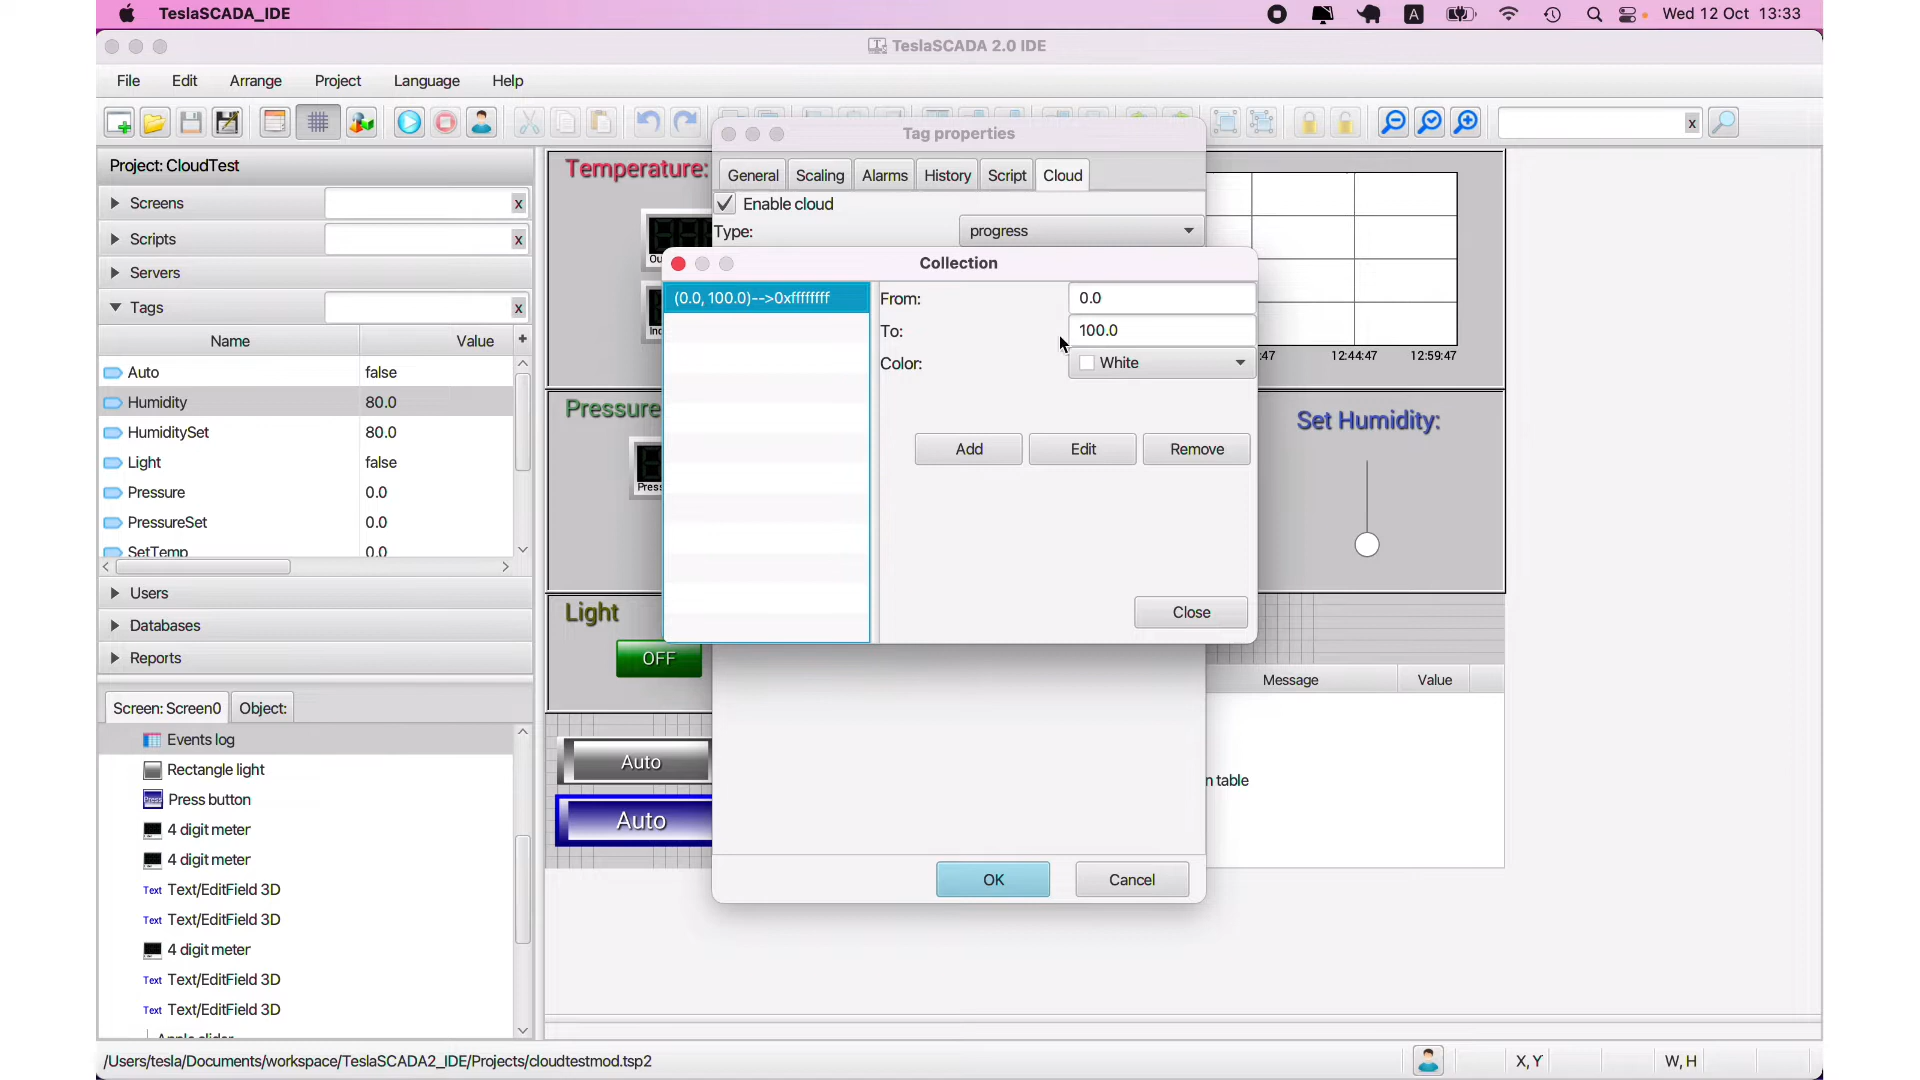 TeslaSCADA_IDE
A
Wed 12 Oct 13:33
TeslaSCADA 2.0 IDE
File
Edit
Arrange
Project
Language
Help
x
Project: CloudTest
Screens
x
Scripts
x
Servers
Tags
x
Name
Value
+
Auto
false
Humidity
80.0
HumiditySet
80.0
Light
false
Pressure
0.0
PressureSet
0.0
SetTemp
0.0
Users
Databases
Reports
Screen: Screen0
Object:
Events log
Rectangle light
Press button
4 digit meter
4 digit meter
Text Text/EditField 3D
Text Text/EditField 3D
4 digit meter
Text Text/EditField 3D
Text Text/EditField 3D
Temperature:
Pressure
Press
Light
OFF
Auto
Auto
Tag properties
General
Scaling
Alarms
History
Script
Cloud
Enable cloud
Type:
progress
Collection
(0.0, 100.0)-->0xffffffff
From:
0.0
To:
100.0
Color:
White
Add
Edit
Remove
Close
OK
Cancel
:47
12:44:47
12:59:47
Set Humidity:
Message
Value
n table
/Users/tesla/Documents/workspace/TeslaSCADA2_IDE/Projects/cloudtestmod.tsp2
X,Y
W,H